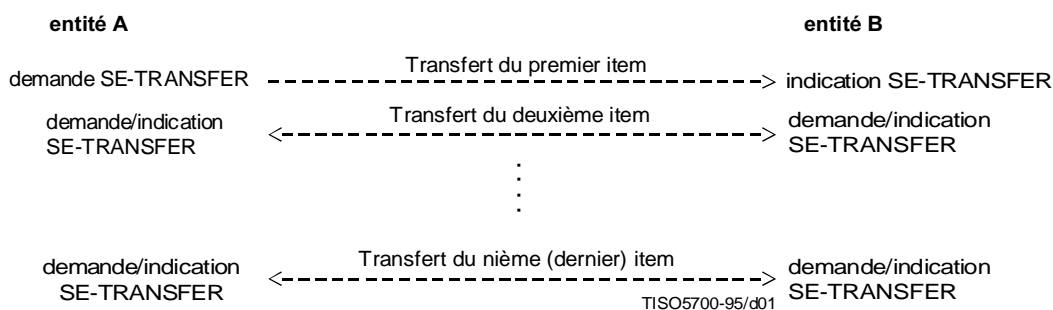 entité A
entité B
demande SE-TRANSFER
Transfert du premier item
indication SE-TRANSFER
demande/indication
SE-TRANSFER
Transfert du deuxième item
demande/indication
SE-TRANSFER
demande/indication
SE-TRANSFER
Transfert du nième (dernier) item
demande/indication
SE-TRANSFER
TISO5700-95/d01